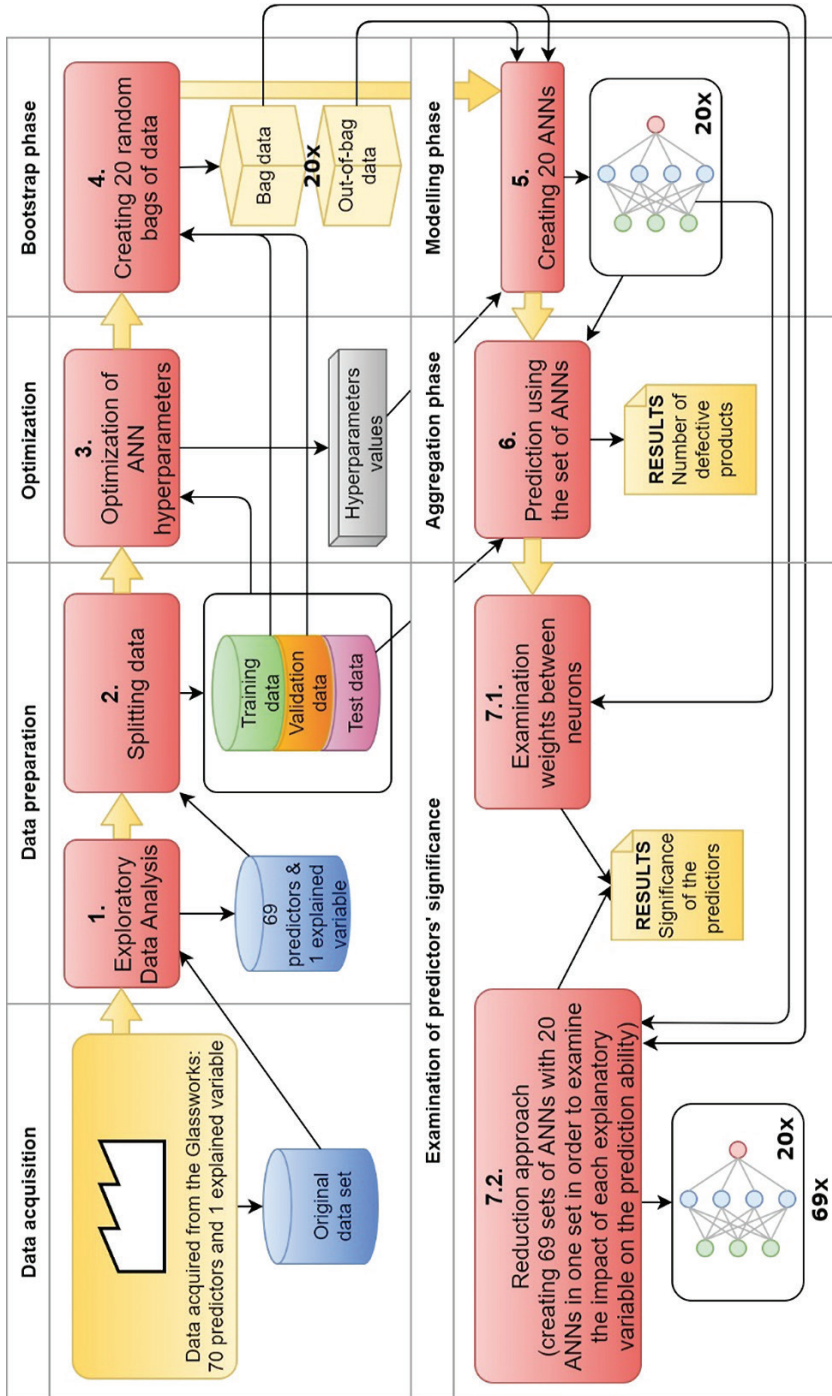 Data acquisition
Data preparation
Optimization
Bootstrap phase
Data acquired from the Glassworks:
70 predictors and 1 explained variable
Original
data set
1.
Exploratory
Data Analysis
69
predictors &
1 explained
variable
2.
Splitting data
Training
data
Validation
data
Test data
3.
Optimization of
ANN
hyperparameters
Hyperparameters
values
4.
Creating 20 random
bags of data
Bag data
20x
Out-of-bag
data
Examination of predictors' significance
Aggregation phase
Modelling phase
7.2.
Reduction approach
(creating 69 sets of ANNs with 20
ANNs in one set in order to examine
the impact of each explanatory
variable on the prediction ability)
20x
69x
RESULTS
Significance
of the
predictiors
7.1.
Examination
weights between
neurons
6.
Prediction using
the set of ANNs
RESULTS
Number of
defective
products
5.
Creating 20 ANNs
20x